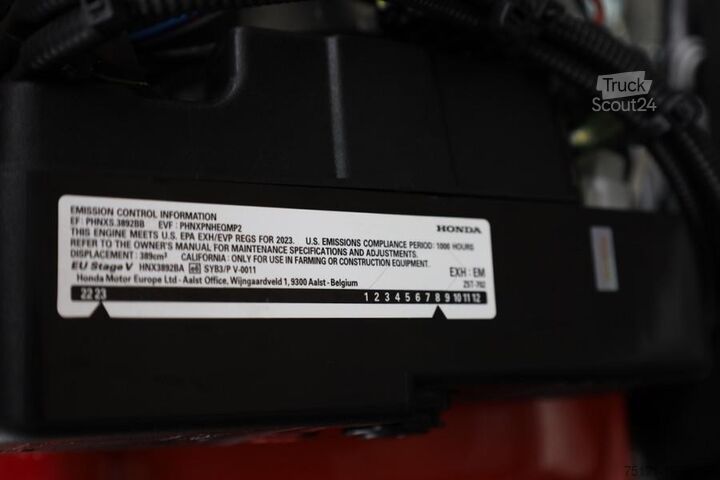 Truck
Scout24
EMISSION CONTROL INFORMATION
EF: PHNXS.3892BB EVF : PHNXPNHEQMP2 HONDA
THIS ENGINE MEETS U.S. EPA EXH/EVP REGS FOR 2023. U.S. EMISSIONS COMPLIANCE PERIOD: 1000 HOURS
REFER TO THE OWNER'S MANUAL FOR MAINTENANCE SPECIFICATIONS AND ADJUSTMENTS.
DISPLACEMENT: 389cm³ CALIFORNIA: ONLY FOR USE IN FARMING OR CONSTRUCTION EQUIPMENT.
EU Stage V HNX3892BA e6 SYB3/P V-0011 EXH : EM
Honda Motor Europe Ltd - Aalst Office, Wijngaardveld 1, 9300 Aalst - Belgium ZST-762
22 23 1 2 3 4 5 6 7 8 9 10 11 12